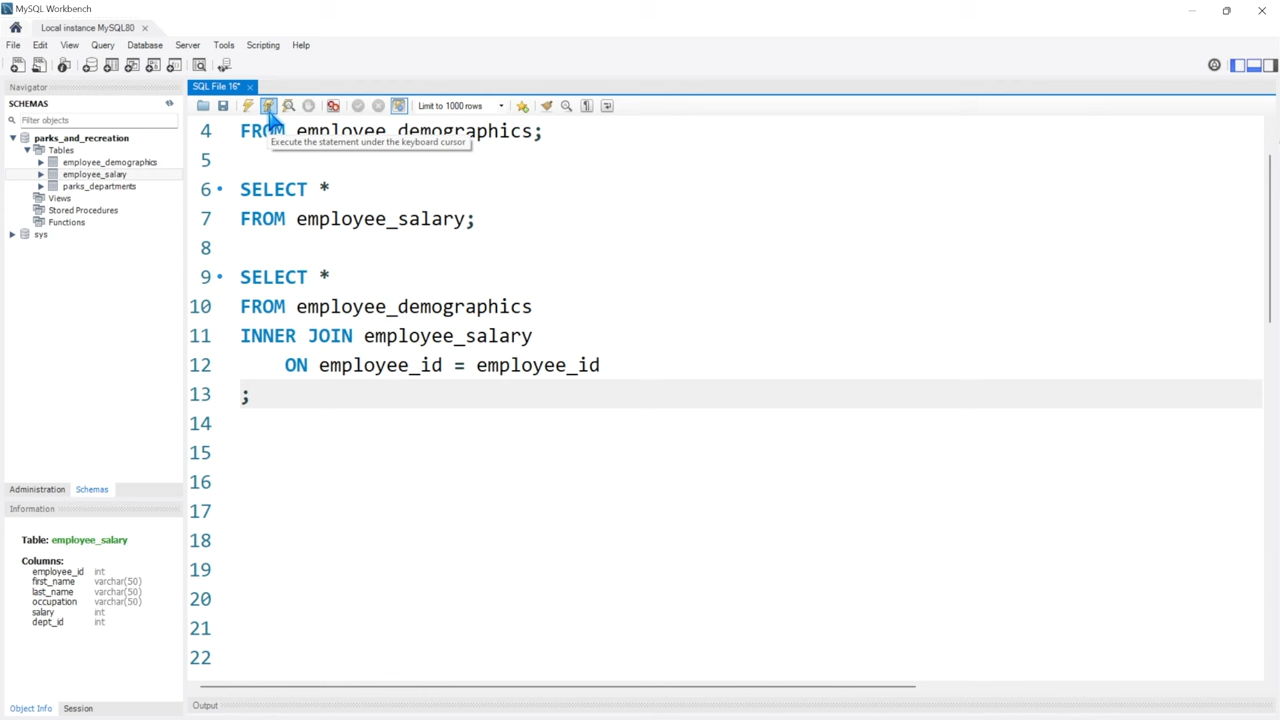 MySQL Workbench
Local instance MySQL80
File Edit View Query Database Server Tools Scripting Help
Navigator
SCHEMAS
Filter objects
parks_and_recreation
Tables
employee_demographics
employee_salary
parks_departments
Views
Stored Procedures
Functions
sys
Administration Schemas
Information
Table: employee_salary
Columns:
employee_id int
first_name varchar(50)
last_name varchar(50)
occupation varchar(50)
salary int
dept_id int
Object Info Session
SQL File 16*
Limit to 1000 rows
4 FROM employee_demographics;
Execute the statement under the keyboard cursor
5
6 SELECT *
7 FROM employee_salary;
8
9 SELECT *
10 FROM employee_demographics
11 INNER JOIN employee_salary
12 ON employee_id = employee_id
13 ;
14
15
16
17
18
19
20
21
22
Output